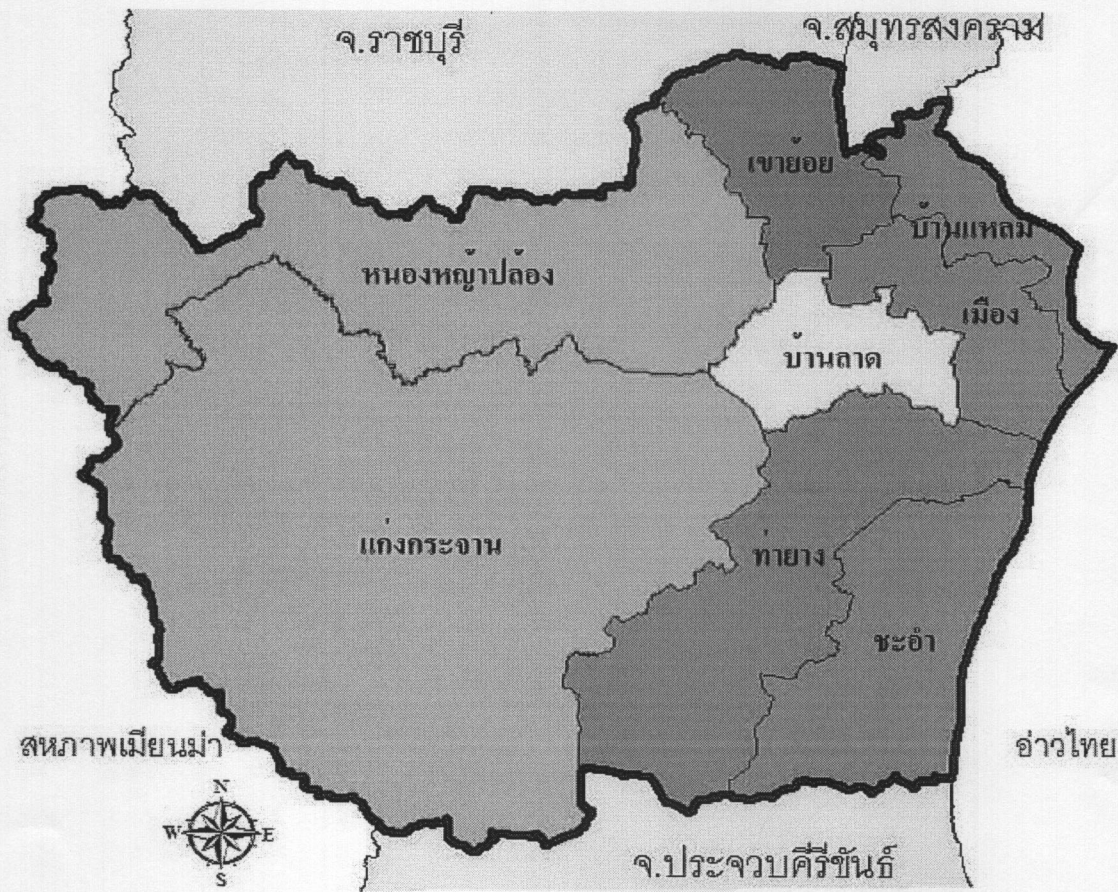 จ.ราชบุรี
จ.สมุทรสงคราม
เขาย้อย
บ้านแหลม
หนองหญ้าปล้อง
เมือง
บ้านลาด
แก่งกระจาน
ท่ายาง
ชะอำ
สหภาพเมียนม่า
อ่าวไทย
N
W
E
S
จ.ประจวบคีรีขันธ์